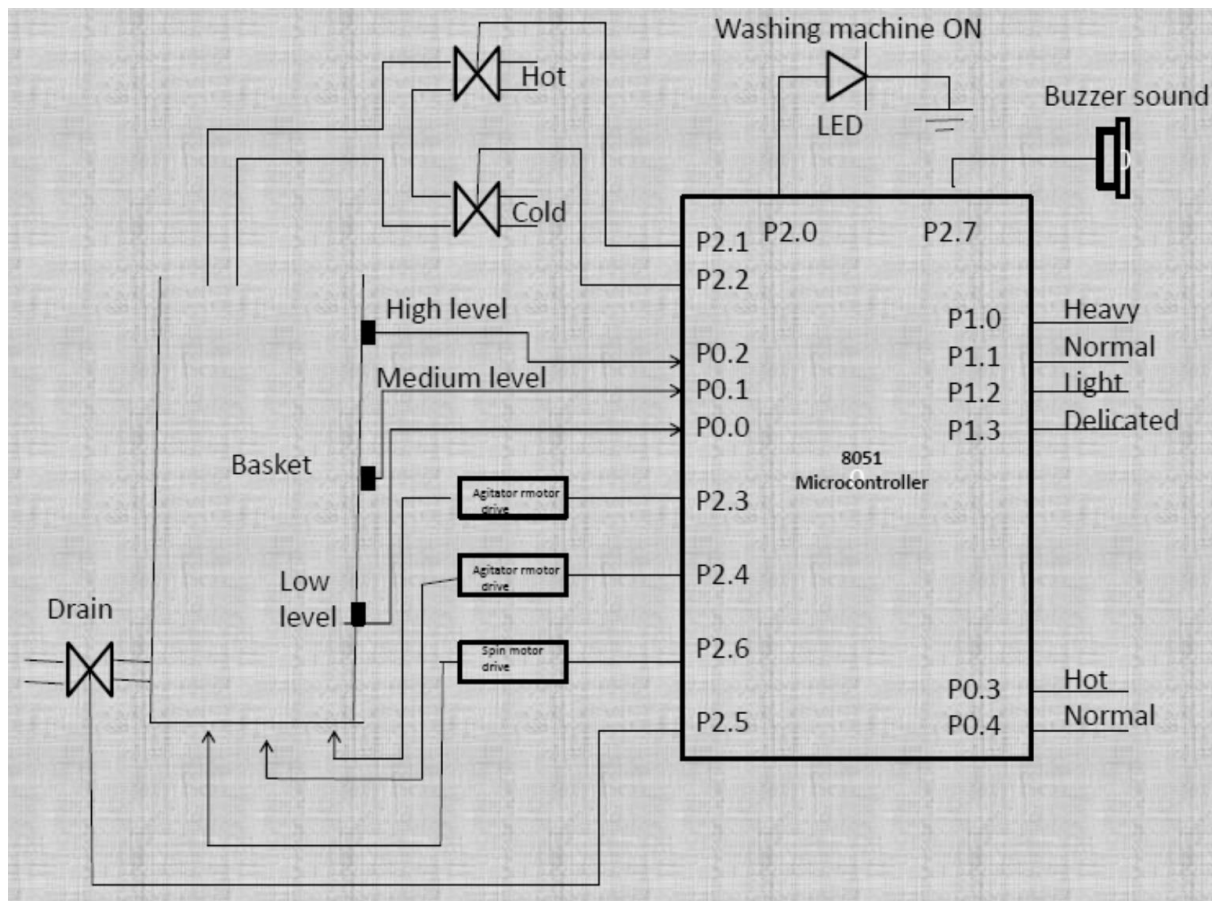 Washing machine ON
Hot
LED
Buzzer sound
Cold
P2.1
P2.0
P2.7
P2.2
High level
P1.0
Heavy
P0.2
P1.1
Normal
Medium level
P0.1
P1.2
Light
P0.0
P1.3
Delicated
Basket
8051
Microcontroller
Agitator rmotor
drive
P2.3
Agitator rmotor
drive
P2.4
Low
level
Drain
Spin motor
drive
P2.6
P0.3
Hot
P2.5
P0.4
Normal